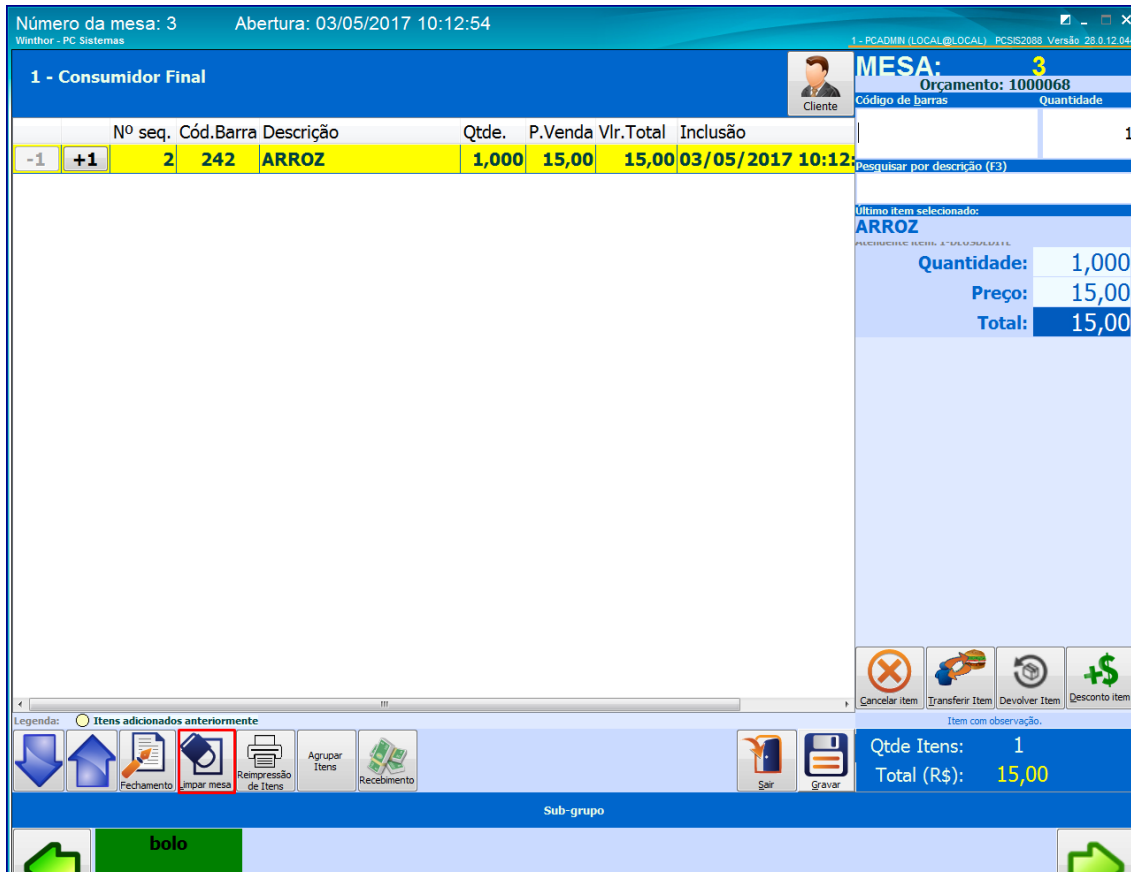 Número da mesa: 3 Abertura: 03/05/2017 10:12:54
Winthor - PC Sistemas
1 - PCADMIN (LOCAL@LOCAL) PCSIS2088 Versão 28.0.12.04
1 - Consumidor Final
Cliente
MESA: 3
Orçamento: 1000068
Código de barras Quantidade
1
Pesquisar por descrição (F3)
Último item selecionado:
ARROZ
Quantidade: 1,000
Preço: 15,00
Total: 15,00
Nº seq. Cód.Barra Descrição Qtde. P.Venda Vlr.Total Inclusão
-1 +1 2 242 ARROZ 1,000 15,00 15,00 03/05/2017 10:12:
Cancelar item Transferir Item Devolver Item Desconto item
Legenda: Itens adicionados anteriormente
Item com observação.
Fechamento Limpar mesa Reimpressão de Itens Agrupar Itens Recebimento Sair Gravar
Qtde Itens: 1
Total (R$): 15,00
Sub-grupo
bolo